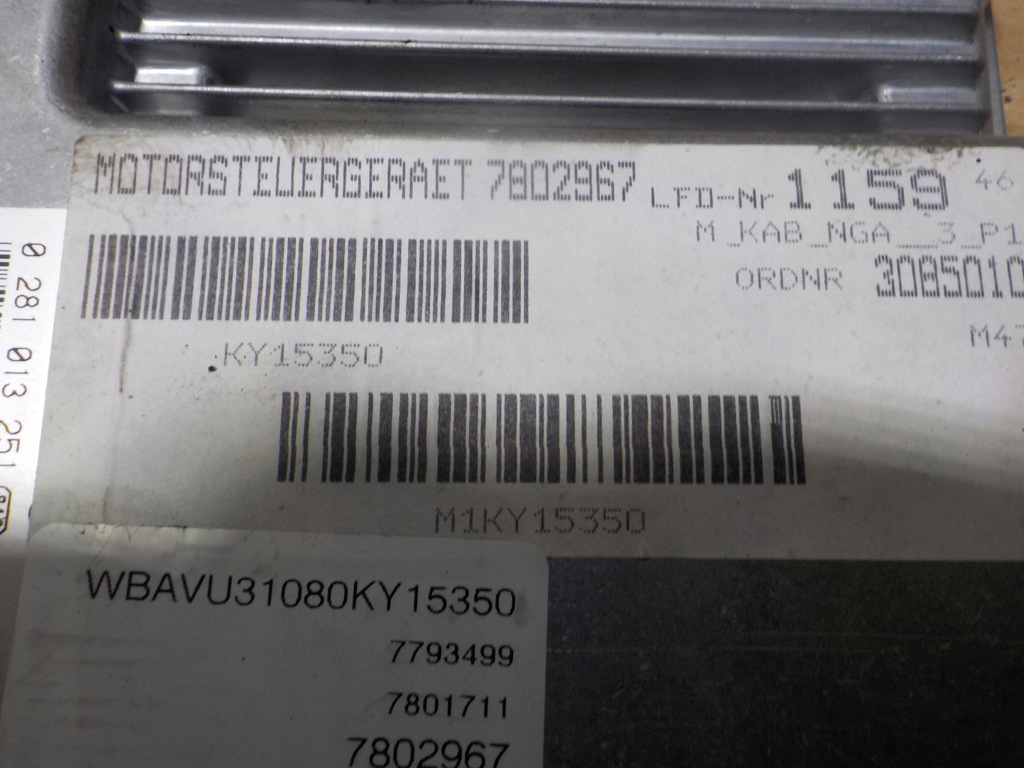 MOTORSTEUERGERAET 7802967
LFD-Nr 1159 46
M_KAB_NGA__3_P1
ORDNR 3085010
M47
KY15350
M1KY15350
0 281 013 251
WBAVU31080KY15350
7793499
7801711
7802967